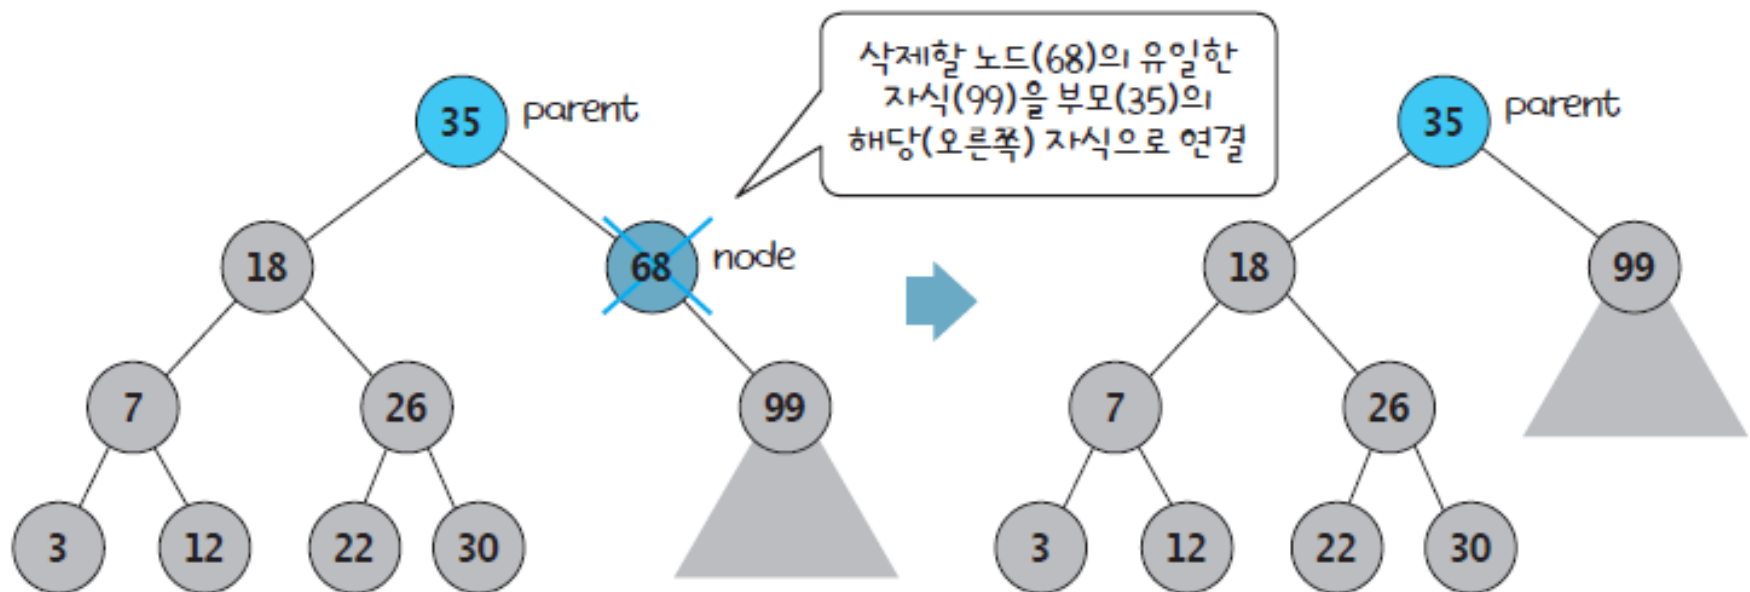 삭제할 노드(68)의 유일한
자식(99)을 부모(35)의
해당(오른쪽) 자식으로 연결
35 parent
35 parent
18
68 node
18
99
7
26
99
7
26
3
12
22
30
3
12
22
30